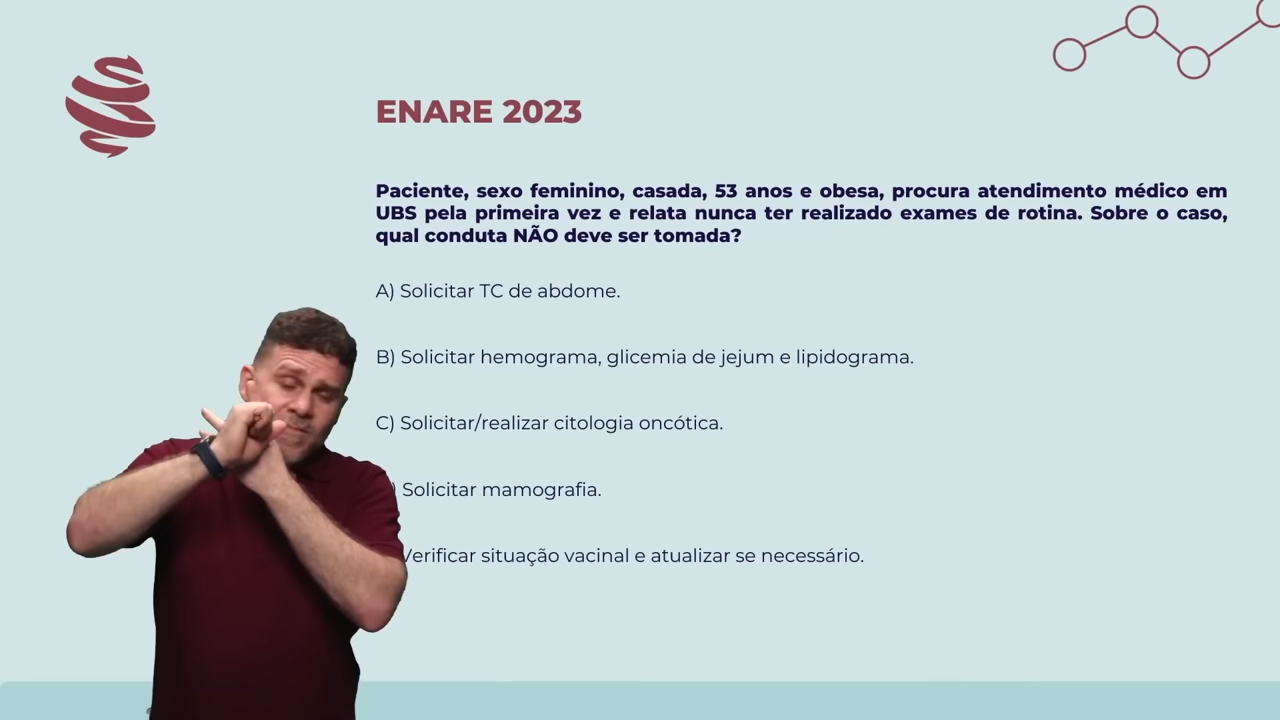 ENARE 2023
Paciente, sexo feminino, casada, 53 anos e obesa, procura atendimento médico em
UBS pela primeira vez e relata nunca ter realizado exames de rotina. Sobre o caso,
qual conduta NÃO deve ser tomada?
A) Solicitar TC de abdome.
B) Solicitar hemograma, glicemia de jejum e lipidograma.
C) Solicitar/realizar citologia oncótica.
) Solicitar mamografia.
Verificar situação vacinal e atualizar se necessário.